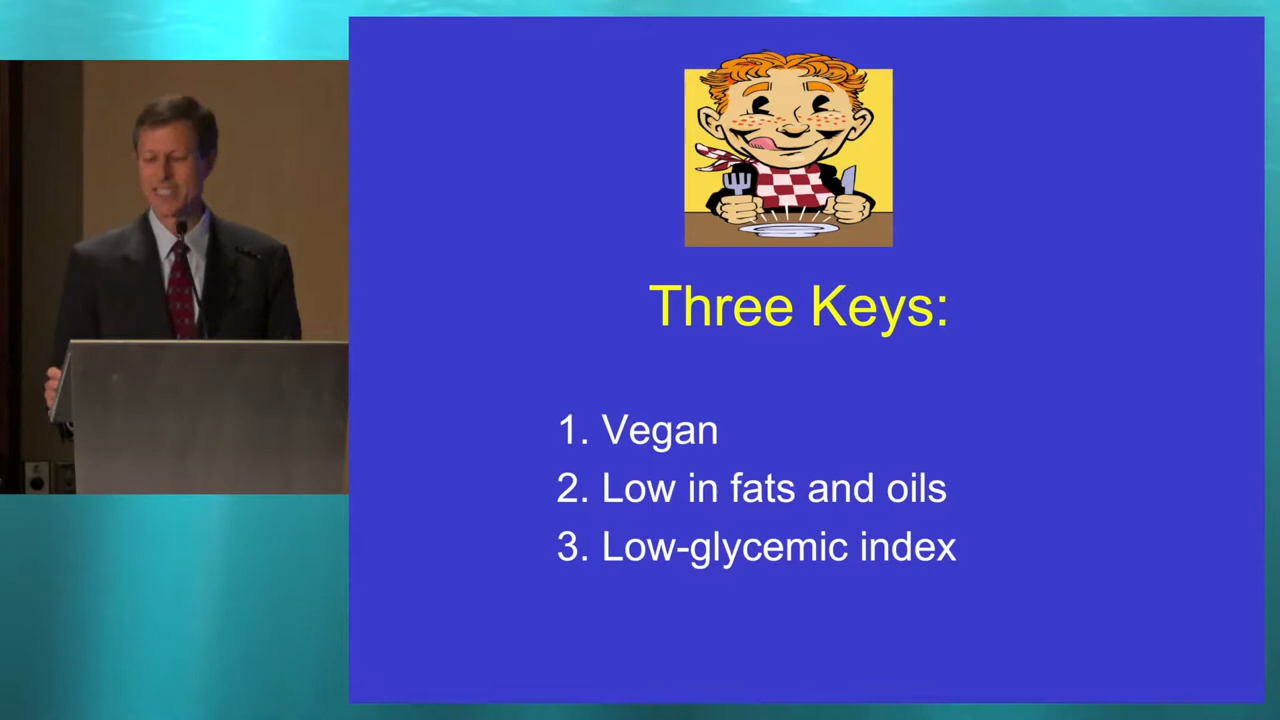 Three Keys:
1. Vegan
2. Low in fats and oils
3. Low-glycemic index